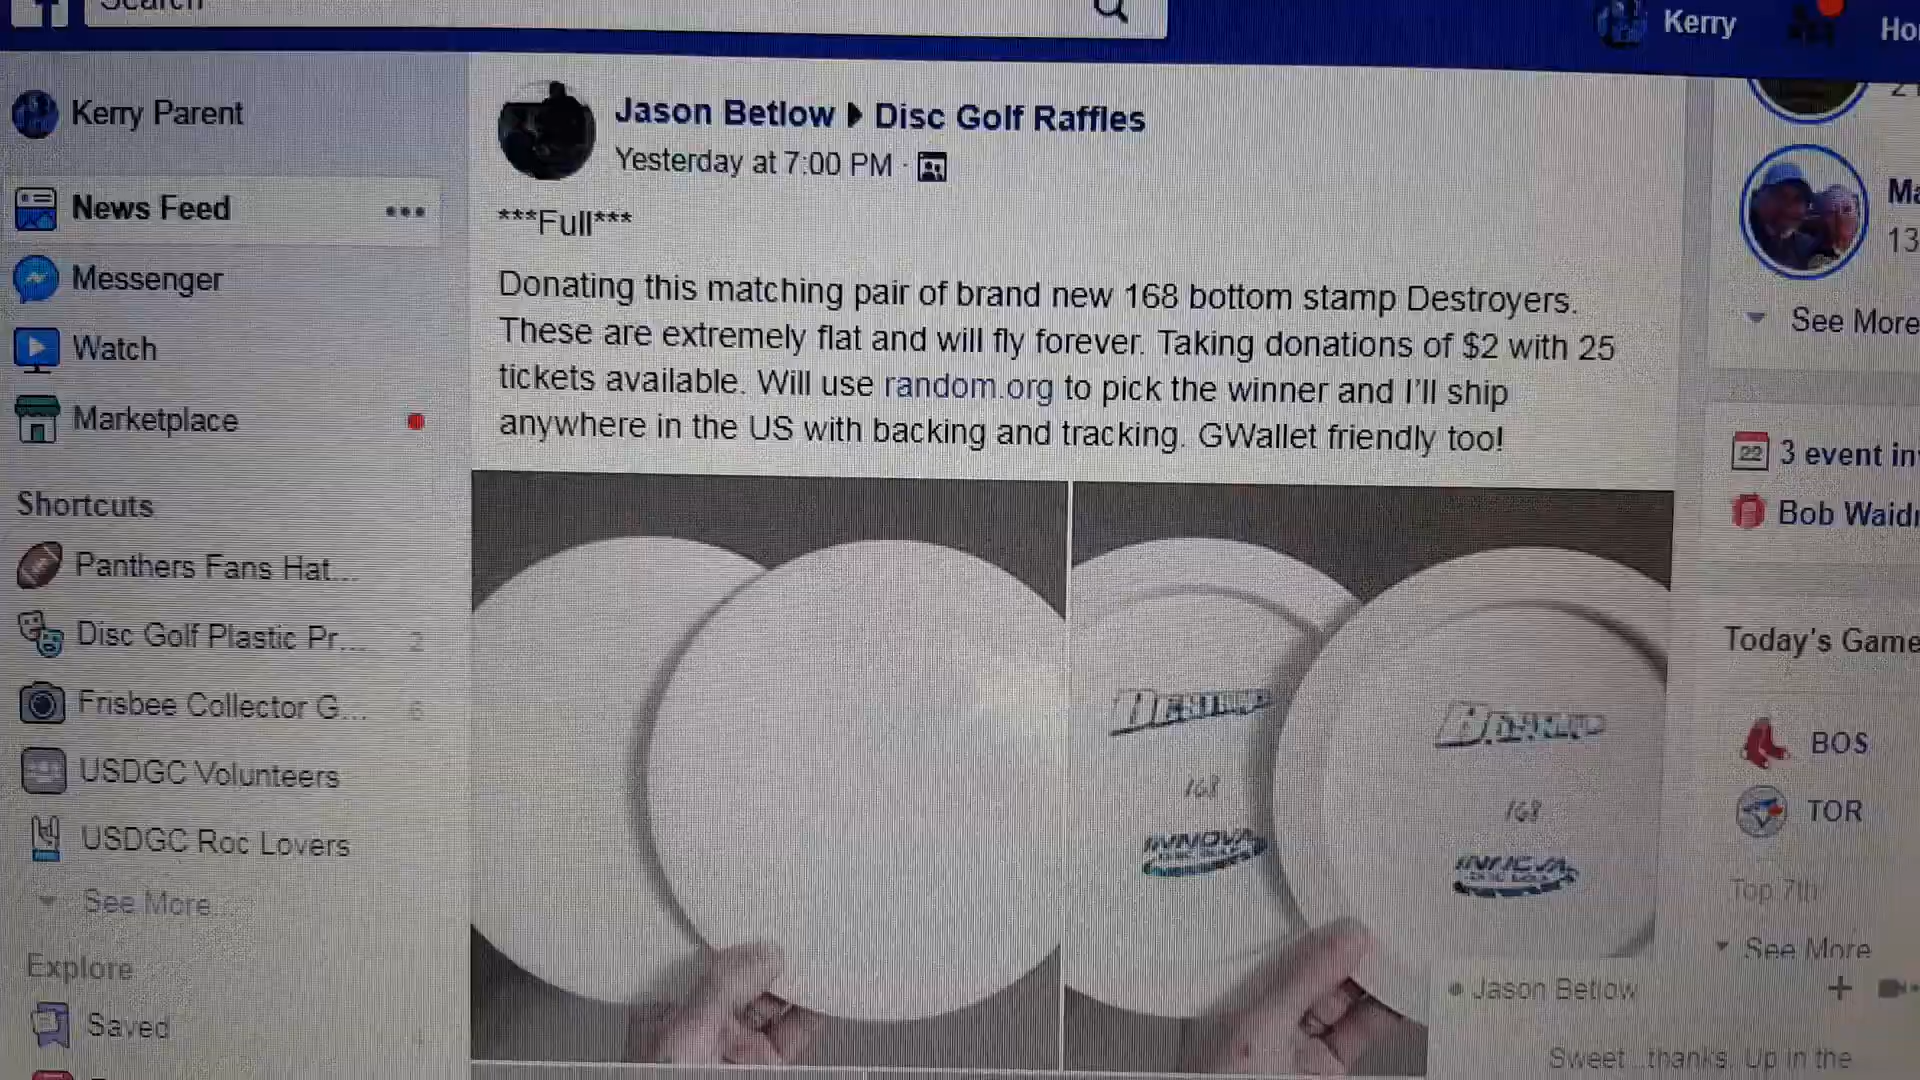 Search
Kerry
Ho
Kerry Parent
News Feed
Messenger
Watch
Marketplace
Shortcuts
Panthers Fans Hat...
Disc Golf Plastic Pr... 2
Frisbee Collector G... 6
USDGC Volunteers
USDGC Roc Lovers
See More...
Explore
Saved
Jason Betlow Disc Golf Raffles
Yesterday at 7:00 PM ·
***Full***
Donating this matching pair of brand new 168 bottom stamp Destroyers.
These are extremely flat and will fly forever. Taking donations of $2 with 25
tickets available. Will use random.org to pick the winner and I'll ship
anywhere in the US with backing and tracking. GWallet friendly too!
168
INNOVA
168
INNOVA
Ma
13
See More
22 3 event in
Bob Waid
Today's Game
BOS
TOR
Top 7th
See More
Jason Betlow
Sweet...thanks. Up in the